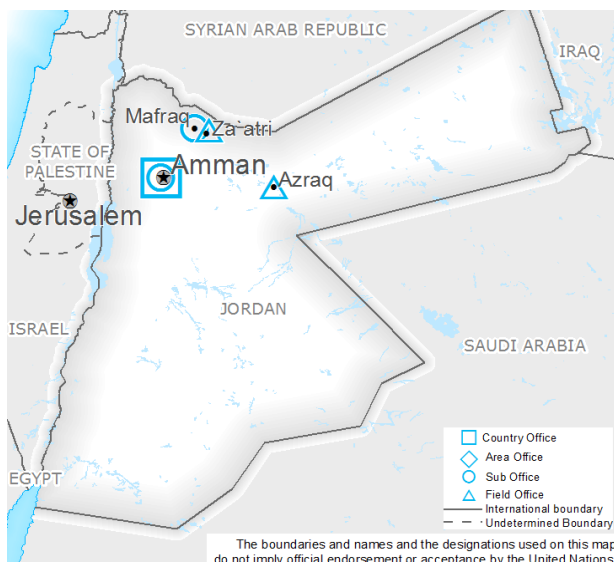 SYRIAN ARAB REPUBLIC
IRAQ
Mafraq
Za'atri
STATE OF
PALESTINE
Amman
Azraq
Jerusalem
JORDAN
ISRAEL
SAUDI ARABIA
EGYPT
Country Office
Area Office
Sub Office
Field Office
International boundary
Undetermined Boundary
The boundaries and names and the designations used on this map
do not imply official endorsement or acceptance by the United Nations